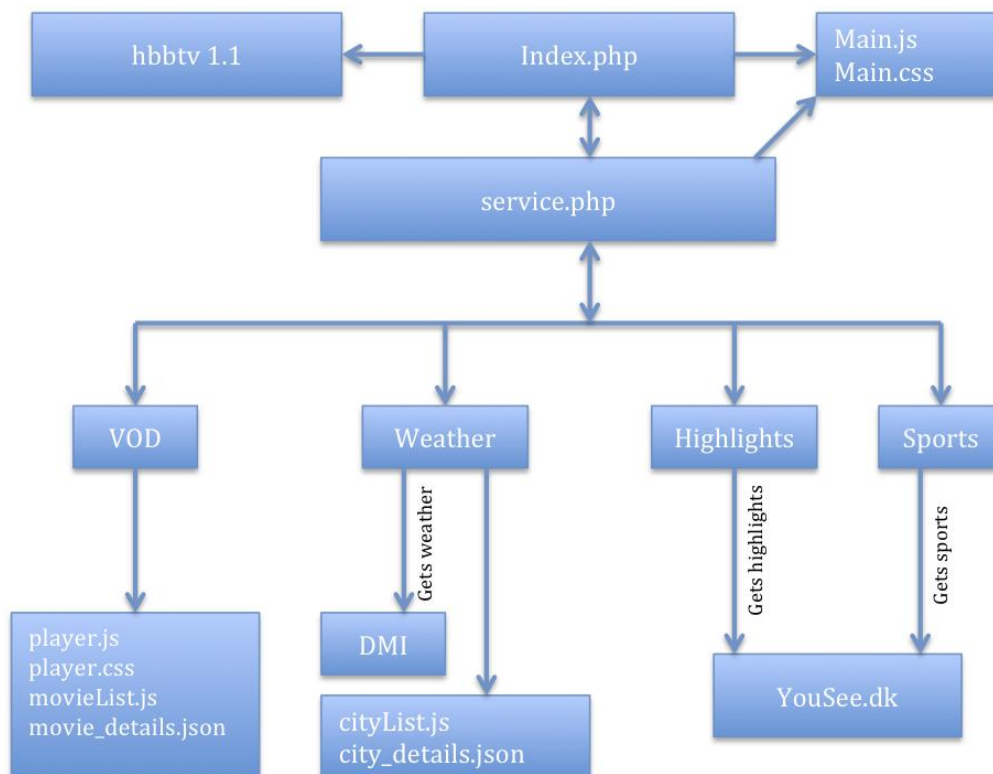 hbbtv 1.1
Index.php
Main.js
Main.css
service.php
VOD
Weather
Highlights
Sports
Gets weather
Gets highlights
Gets sports
player.js
player.css
movieList.js
movie_details.json
DMI
cityList.js
city_details.json
YouSee.dk